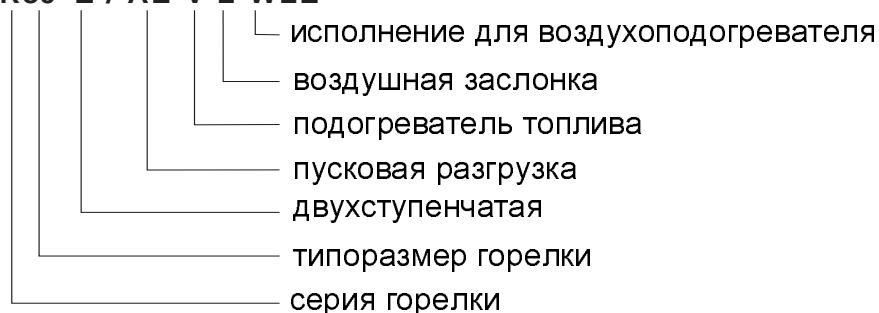 исполнение для воздухоподогревателя
воздушная заслонка
подогреватель топлива
пусковая разгрузка
двухступенчатая
типоразмер горелки
серия горелки